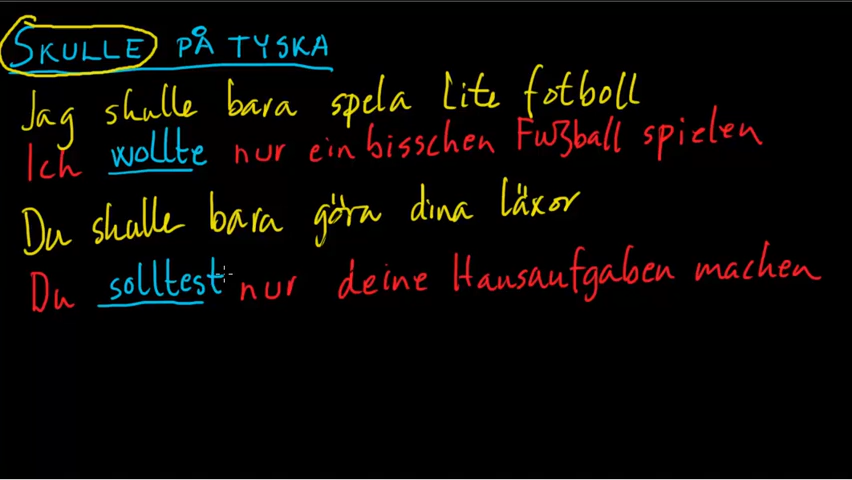 SKULLE PÅ TYSKA
Jag skulle bara spela lite fotboll
Ich wollte nur ein bisschen Fußball spielen
Du skulle bara göra dina läxor
Du solltest nur deine Hausaufgaben machen